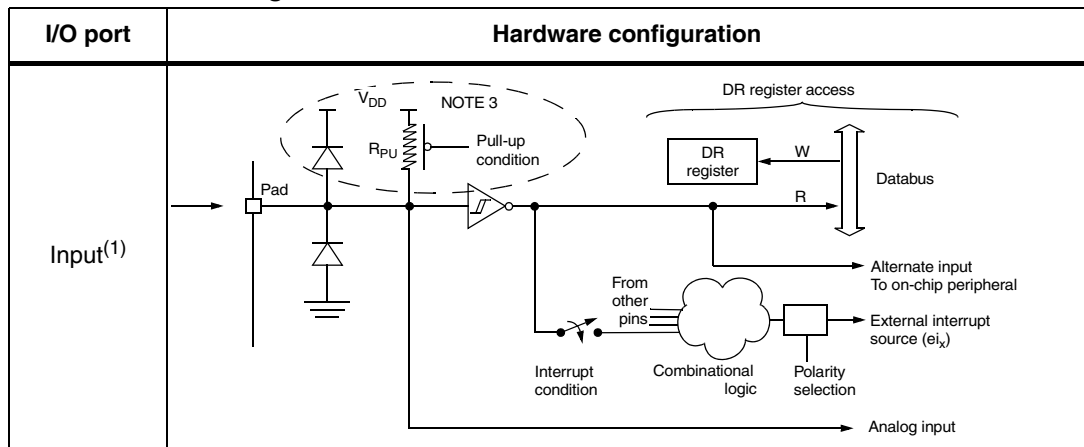 I/O port
Hardware configuration
Input(1)
VDD
NOTE 3
RPU
Pull-up
condition
Pad
DR register access
DR
register
W
R
Databus
Alternate input
To on-chip peripheral
From
other
pins
External interrupt
source (eix)
Interrupt
condition
Combinational
logic
Polarity
selection
Analog input